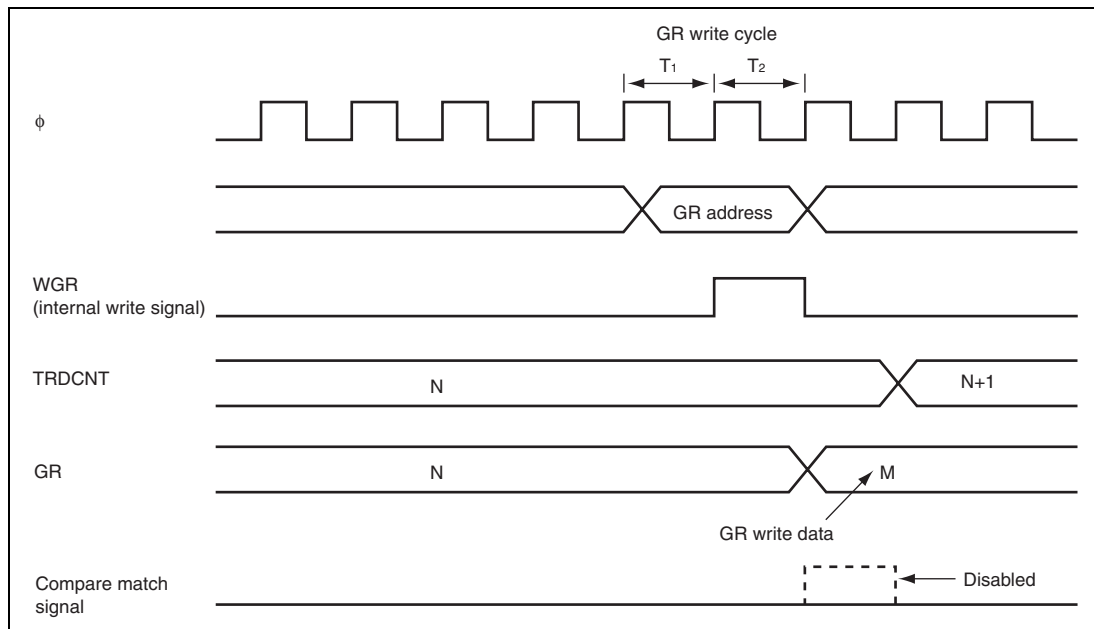 GR write cycle
T1 T2
ϕ
GR address
WGR
(internal write signal)
TRDCNT N N+1
GR N M
GR write data
Compare match
signal
Disabled